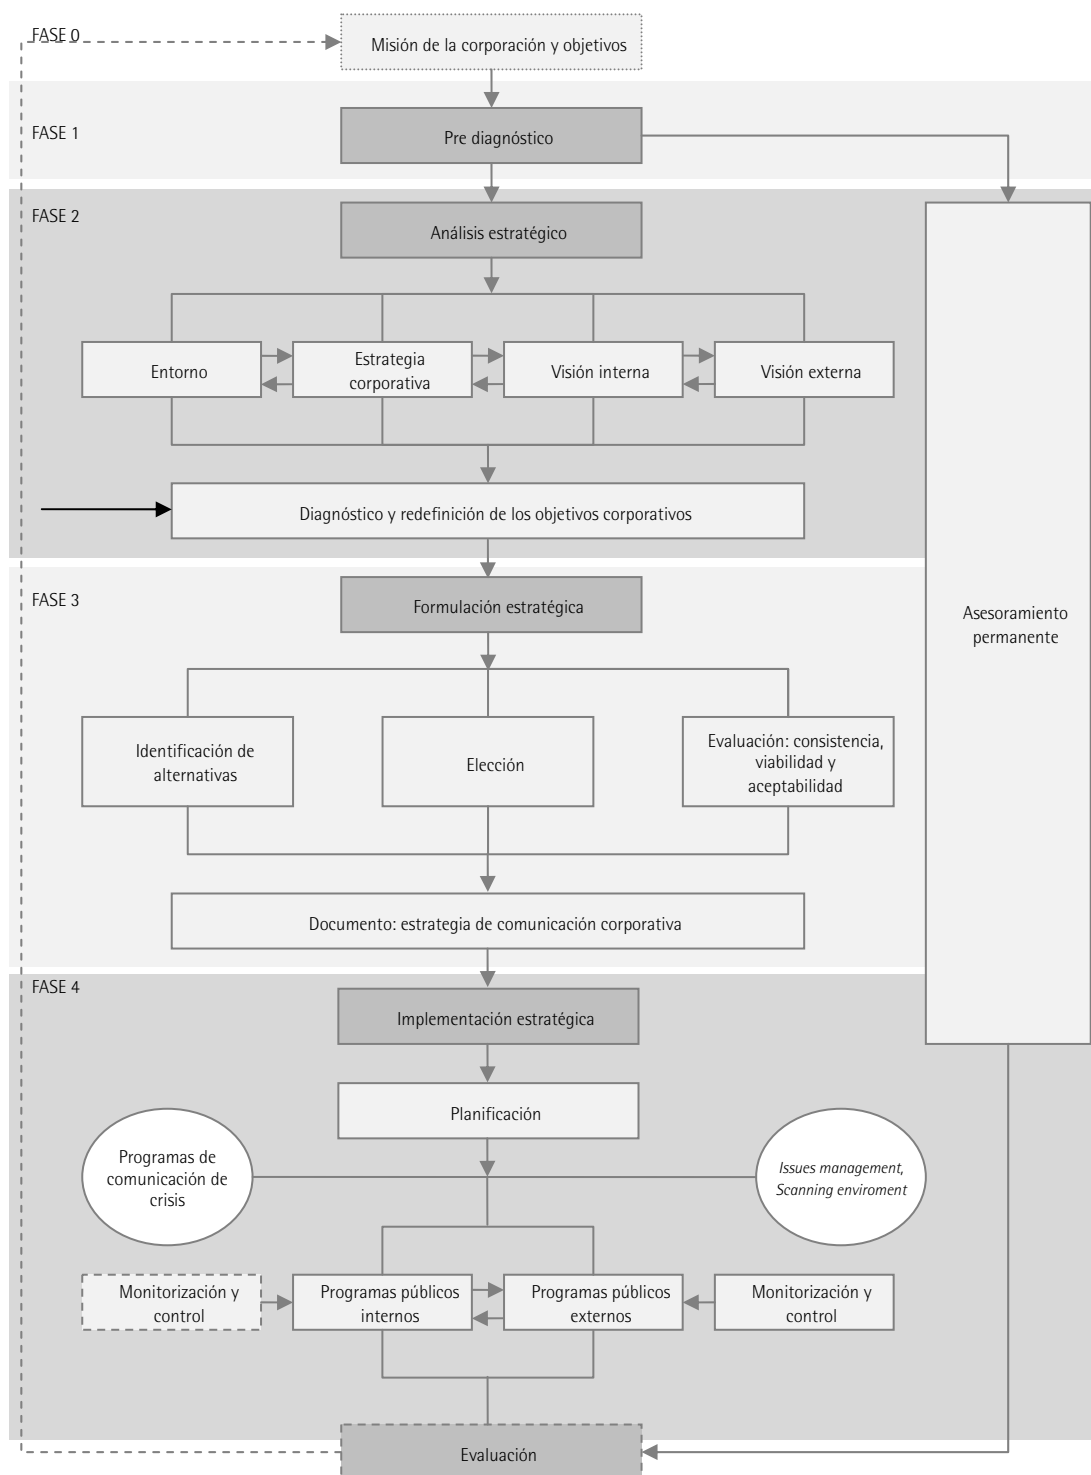 FASE 0
Misión de la corporación y objetivos
FASE 1
Pre diagnóstico
FASE 2
Análisis estratégico
Entorno
Estrategia
corporativa
Visión interna
Visión externa
Diagnóstico y redefinición de los objetivos corporativos
FASE 3
Formulación estratégica
Asesoramiento
permanente
Identificación de
alternativas
Elección
Evaluación: consistencia,
viabilidad y
aceptabilidad
Documento: estrategia de comunicación corporativa
FASE 4
Implementación estratégica
Planificación
Programas de
comunicación de
crisis
Issues management,
Scanning enviroment
Monitorización y
control
Programas públicos
internos
Programas públicos
externos
Monitorización y
control
Evaluación